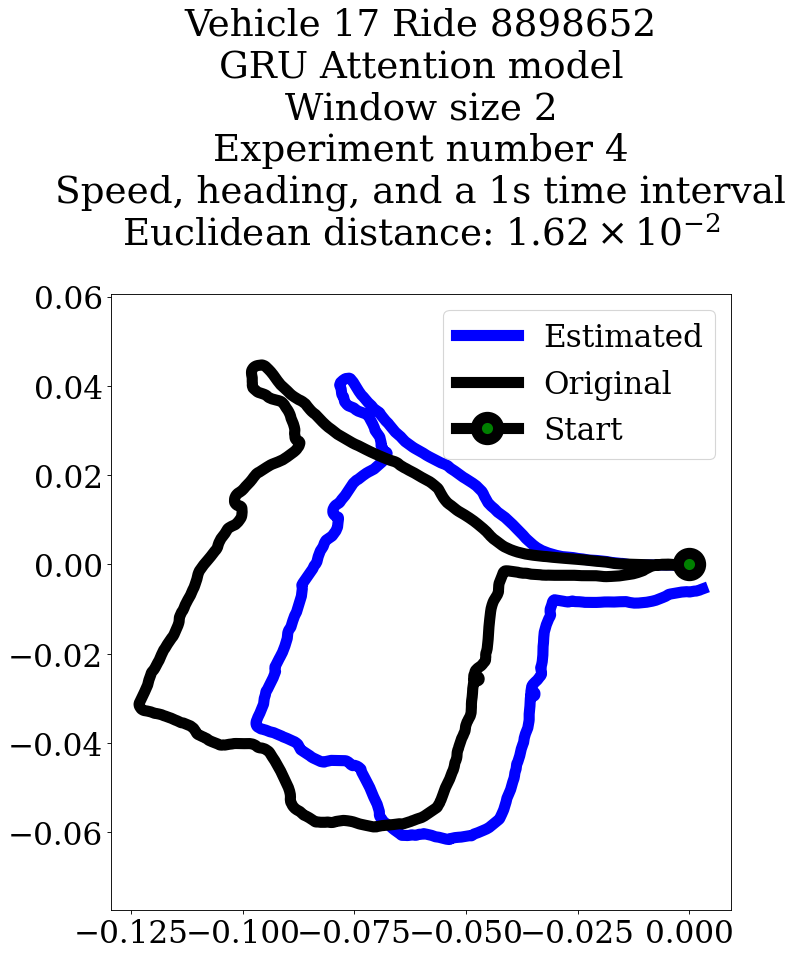 Vehicle 17 Ride 8898652
GRU Attention model
Window size 2
Experiment number 4
Speed, heading, and a 1s time interval
Euclidean distance: 1.62 × 10⁻²
Estimated
Original
Start
0.06
0.04
0.02
0.00
−0.02
−0.04
−0.06
−0.125 −0.100 −0.075 −0.050 −0.025 0.000